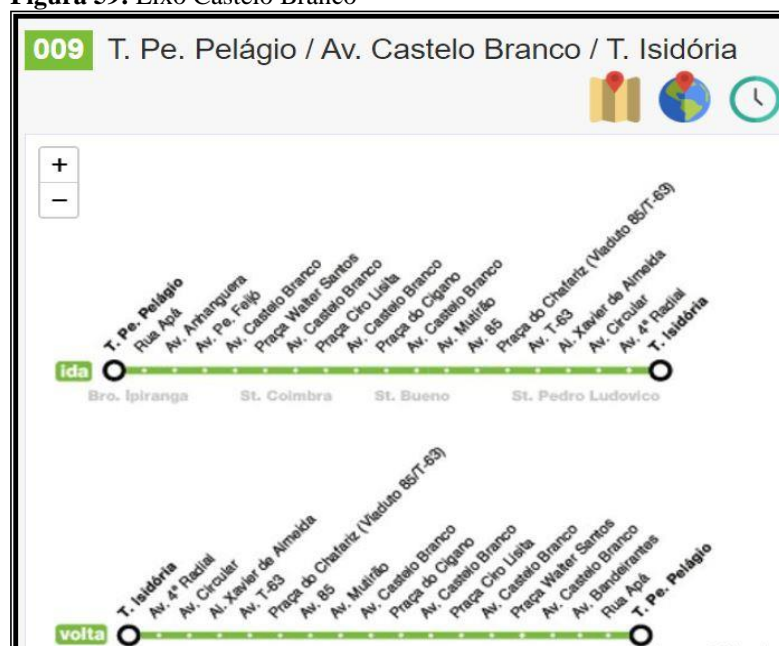 Figura 59: Eixo Castelo Branco
009 T. Pe. Pelágio / Av. Castelo Branco / T. Isidória
+
−
T. Pe. Pelágio
Rua Apã
Av. Anhanguera
Av. Pe. Feijó
Av. Castelo Branco
Praça Walter Santos
Av. Castelo Branco
Praça Ciro Lisita
Av. Castelo Branco
Praça do Cigano
Av. Castelo Branco
Av. Mutirão
Av. 85
Praça do Chafariz (Viaduto 85/T-63)
Av. T-63
Al. Xavier de Almeida
Av. Circular
Av. 4ª Radial
T. Isidória
ida
Bro. Ipiranga
St. Coimbra
St. Bueno
St. Pedro Ludovico
T. Isidória
Av. 4ª Radial
Av. Circular
Al. Xavier de Almeida
Av. T-63
Praça do Chafariz (Viaduto 85/T-63)
Av. 85
Av. Mutirão
Av. Castelo Branco
Praça do Cigano
Av. Castelo Branco
Praça Ciro Lisita
Av. Castelo Branco
Praça Walter Santos
Av. Castelo Branco
Av. Bandeirantes
Rua Apã
T. Pe. Pelágio
volta